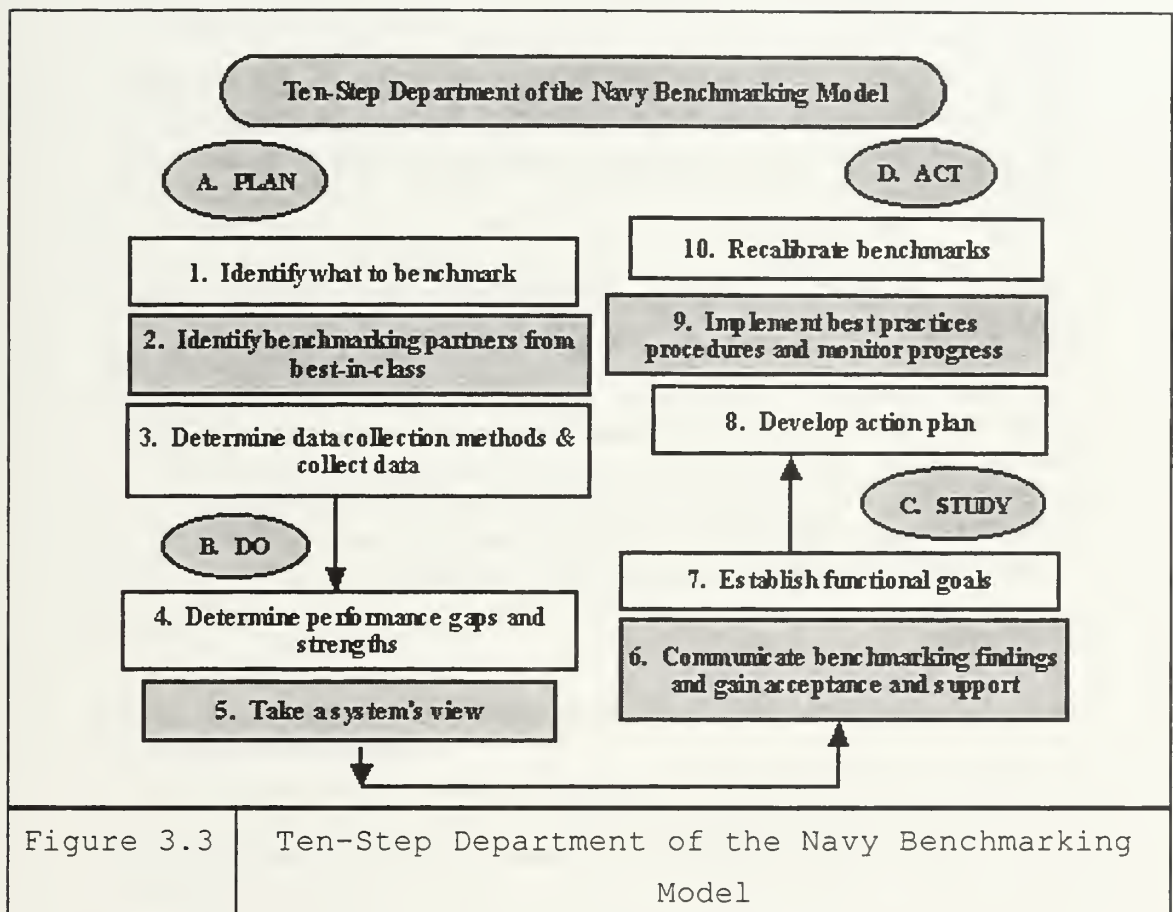 Ten-Step Department of the Navy Benchmarking Model
A. PLAN
1. Identify what to benchmark
2. Identify benchmarking partners from
best-in-class
3. Determine data collection methods &
collect data
B. DO
4. Determine performance gaps and
strengths
5. Take a system's view
D. ACT
10. Recalibrate benchmarks
9. Implement best practices
procedures and monitor progress
8. Develop action plan
C. STUDY
7. Establish functional goals
6. Communicate benchmarking findings
and gain acceptance and support
Figure 3.3
Ten-Step Department of the Navy Benchmarking
Model